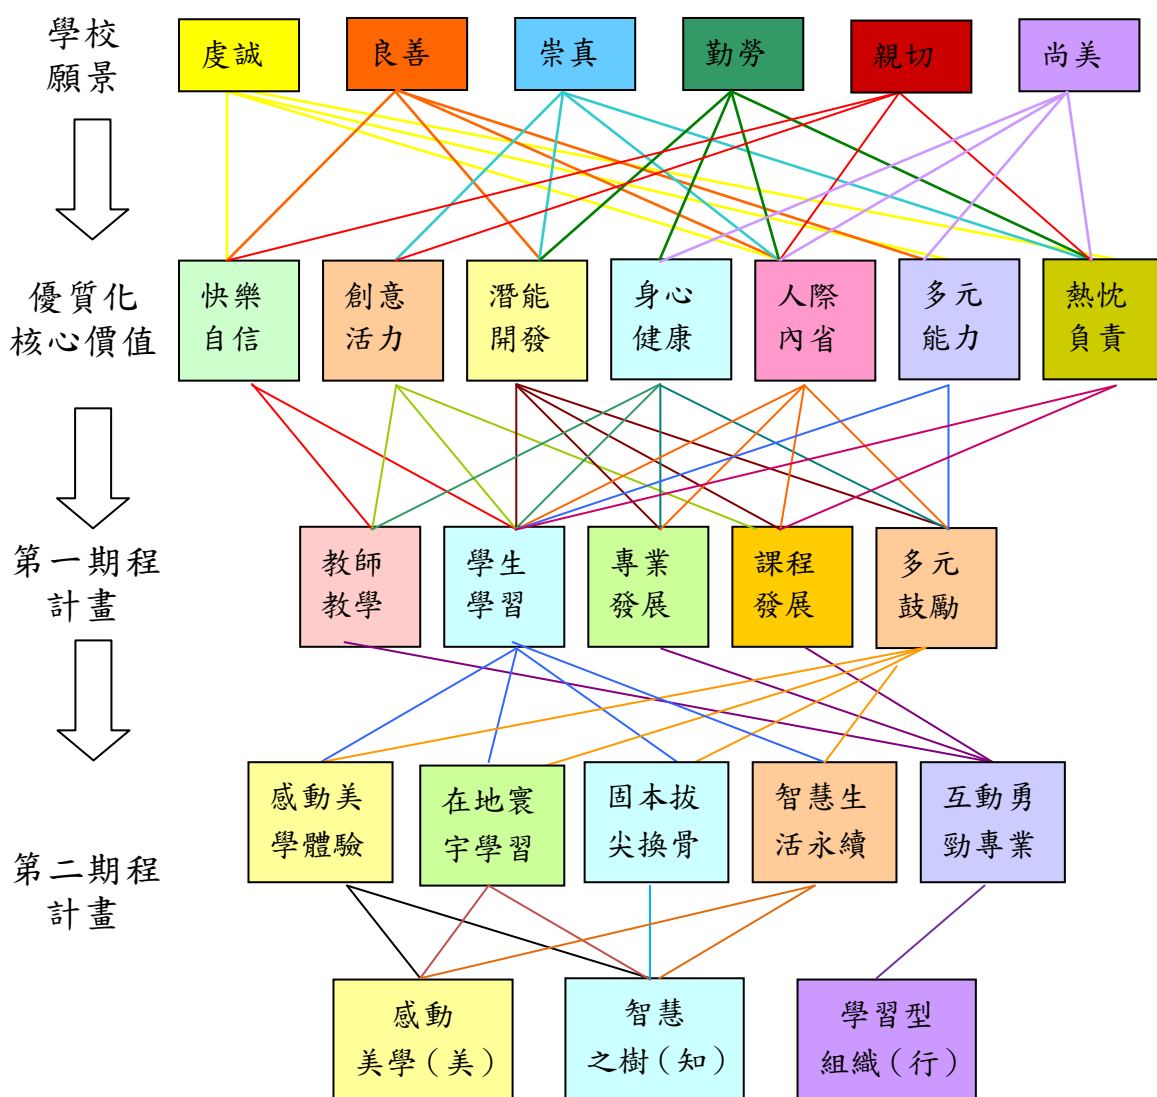 學校
願景
虔誠
良善
崇真
勤勞
親切
尚美
優質化
核心價值
快樂
自信
創意
活力
潛能
開發
身心
健康
人際
內省
多元
能力
熱忱
負責
第一期程
計畫
教師
教學
學生
學習
專業
發展
課程
發展
多元
鼓勵
第二期程
計畫
感動美
學體驗
在地寰
宇學習
固本拔
尖換骨
智慧生
活永續
互動勇
勁專業
感動
美學（美）
智慧
之樹（知）
學習型
組織（行）